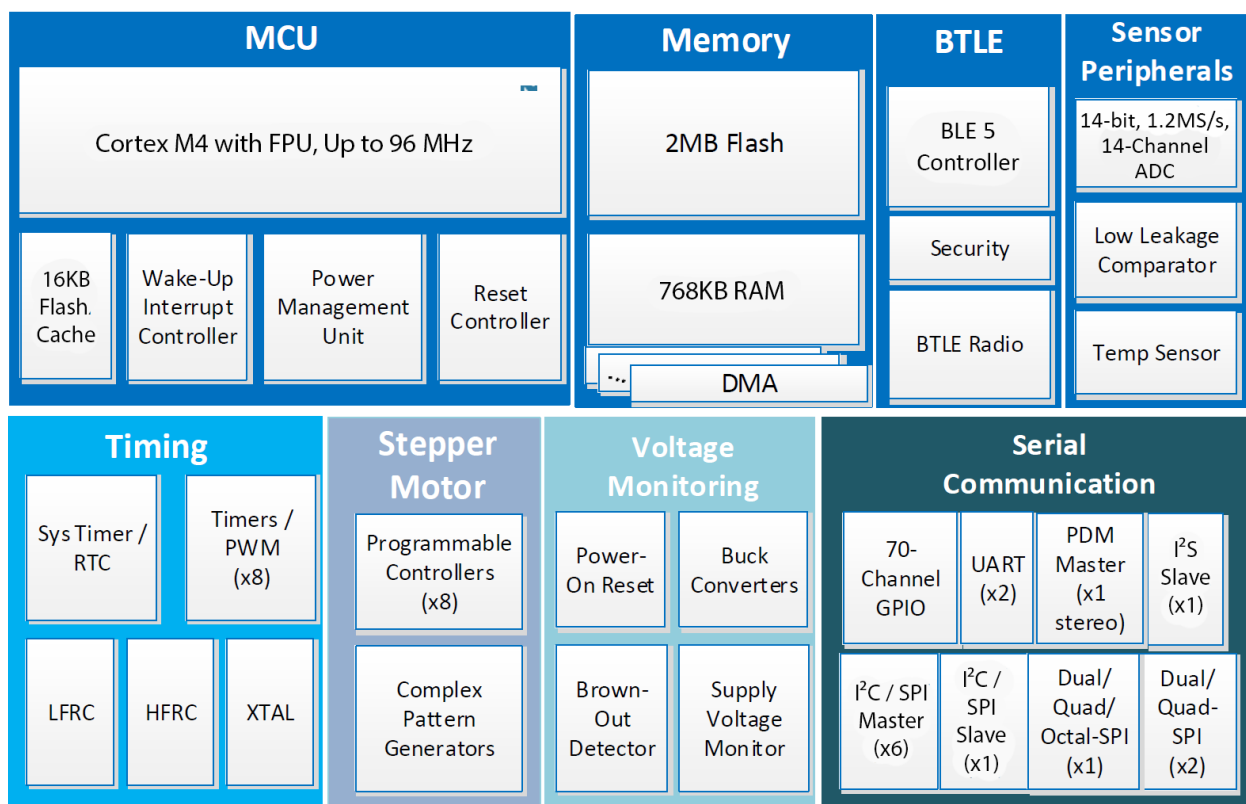 MCU
Cortex M4 with FPU, Up to 96 MHz
16KB
Flash.
Cache
Wake-Up
Interrupt
Controller
Power
Management
Unit
Reset
Controller
Memory
2MB Flash
768KB RAM
...
DMA
BTLE
BLE 5
Controller
Security
BTLE Radio
Sensor
Peripherals
14-bit, 1.2MS/s,
14-Channel
ADC
Low Leakage
Comparator
Temp Sensor
Timing
Sys Timer /
RTC
Timers /
PWM
(x8)
LFRC
HFRC
XTAL
Stepper
Motor
Programmable
Controllers
(x8)
Complex
Pattern
Generators
Voltage
Monitoring
Power-
On Reset
Buck
Converters
Brown-
Out
Detector
Supply
Voltage
Monitor
Serial
Communication
70-
Channel
GPIO
UART
(x2)
PDM
Master
(x1
stereo)
I²S
Slave
(x1)
I²C / SPI
Master
(x6)
I²C /
SPI
Slave
(x1)
Dual/
Quad/
Octal-SPI
(x1)
Dual/
Quad-
SPI
(x2)